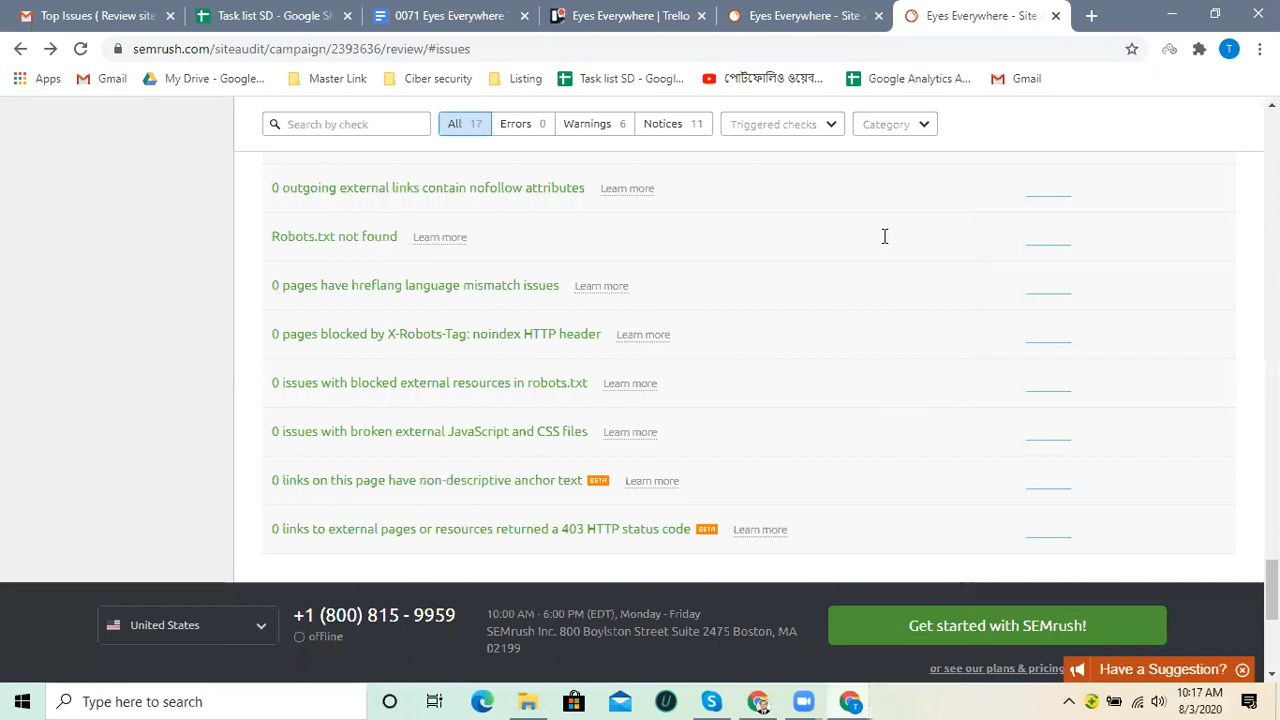 Top Issues | Review site
Task list SD - Google Sh
0071 Eyes Everywhere
Eyes Everywhere | Trello
Eyes Everywhere - Site A
Eyes Everywhere - Site A
semrush.com/siteaudit/campaign/2393636/review/#issues
Apps
Gmail
My Drive - Google...
Master Link
Ciber security
Listing
Task list SD - Googl...
পোর্টফোলিও ওয়েব...
Google Analytics A...
Gmail
T
Search by check
All 17
Errors 0
Warnings 6
Notices 11
Triggered checks
Category
0 outgoing external links contain nofollow attributes Learn more
Robots.txt not found Learn more
0 pages have hreflang language mismatch issues Learn more
0 pages blocked by X-Robots-Tag: noindex HTTP header Learn more
0 issues with blocked external resources in robots.txt Learn more
0 issues with broken external JavaScript and CSS files Learn more
0 links on this page have non-descriptive anchor text BETA Learn more
0 links to external pages or resources returned a 403 HTTP status code BETA Learn more
United States
+1 (800) 815 - 9959
offline
10:00 AM - 6:00 PM (EDT), Monday - Friday
SEMrush Inc. 800 Boylston Street Suite 2475 Boston, MA
02199
Get started with SEMrush!
or see our plans & pricing
Have a Suggestion?
Type here to search
10:17 AM
8/3/2020